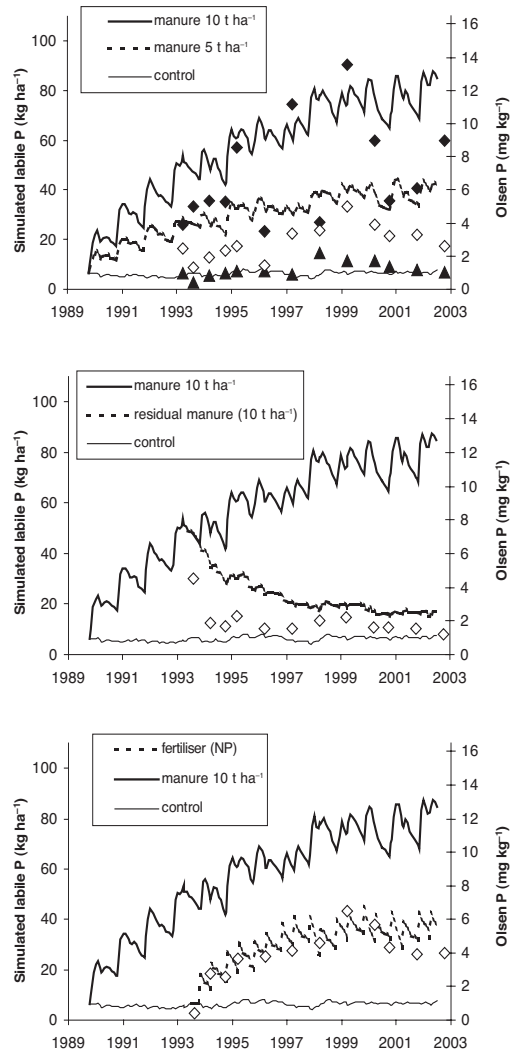 manure 10 t ha⁻¹
manure 5 t ha⁻¹
control
Simulated labile P (kg ha⁻¹)
100
80
60
40
20
0
Olsen P (mg kg⁻¹)
16
14
12
10
8
6
4
2
0
1989 1991 1993 1995 1997 1999 2001 2003
manure 10 t ha⁻¹
residual manure (10 t ha⁻¹)
control
Simulated labile P (kg ha⁻¹)
100
80
60
40
20
0
Olsen P (mg kg⁻¹)
16
14
12
10
8
6
4
2
0
1989 1991 1993 1995 1997 1999 2001 2003
fertiliser (NP)
manure 10 t ha⁻¹
control
Simulated labile P (kg ha⁻¹)
100
80
60
40
20
0
Olsen P (mg kg⁻¹)
16
14
12
10
8
6
4
2
0
1989 1991 1993 1995 1997 1999 2001 2003